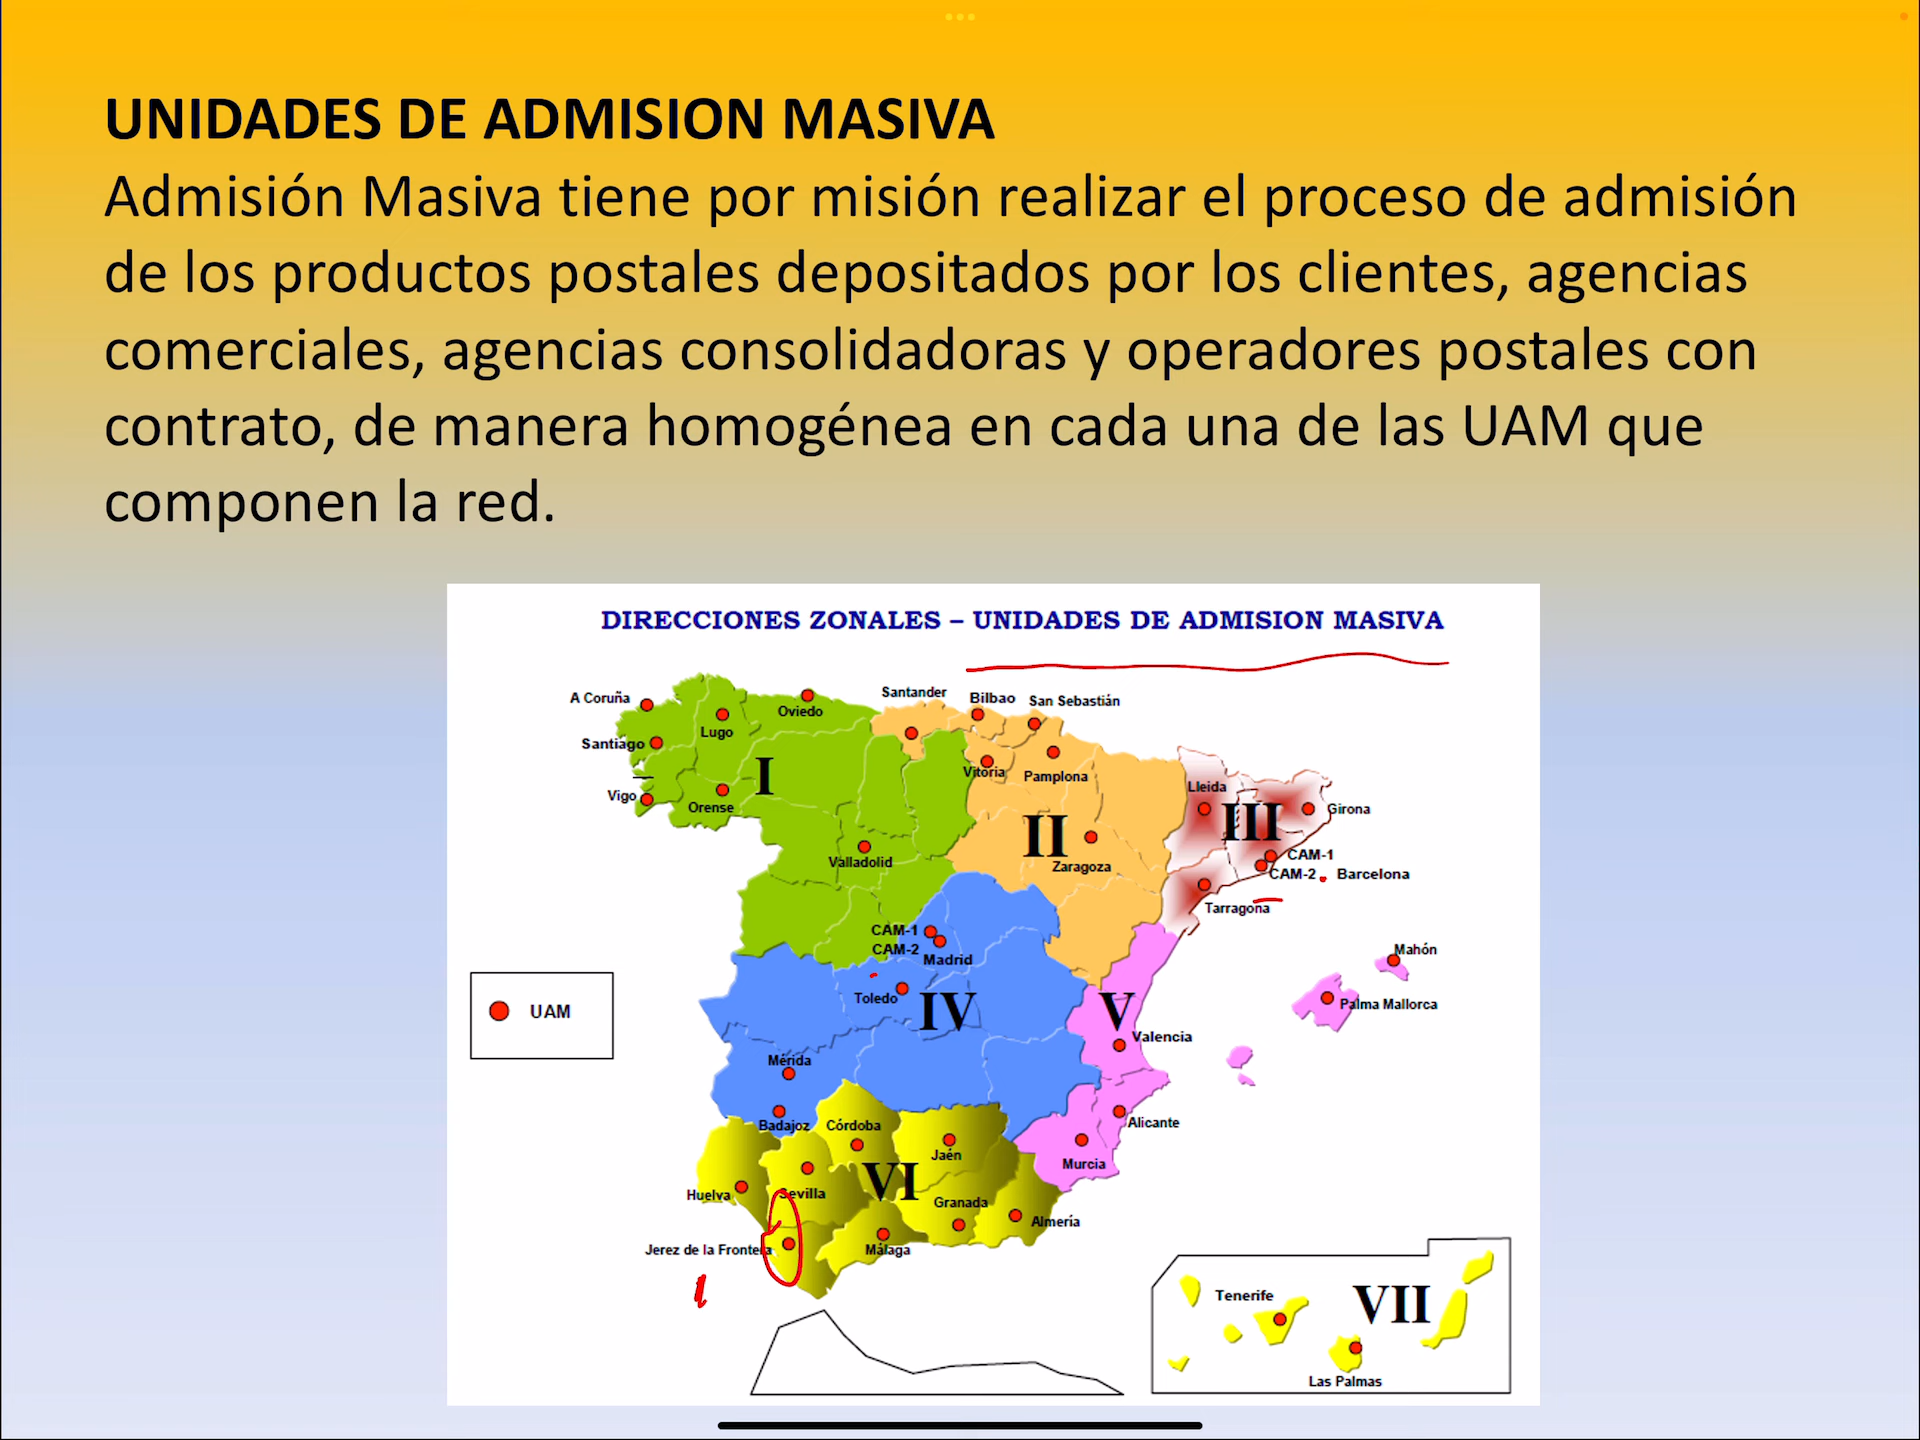 UNIDADES DE ADMISION MASIVA
Admisión Masiva tiene por misión realizar el proceso de admisión
de los productos postales depositados por los clientes, agencias
comerciales, agencias consolidadoras y operadores postales con
contrato, de manera homogénea en cada una de las UAM que
componen la red.
DIRECCIONES ZONALES – UNIDADES DE ADMISION MASIVA
A Coruña
Lugo
Oviedo
Santander
Bilbao
San Sebastián
Santiago
I
Vitoria
Pamplona
Vigo
Orense
Lleida
III
Girona
II
Valladolid
Zaragoza
CAM-1
CAM-2
Barcelona
Tarragona
CAM-1
CAM-2
Madrid
Mahón
Toledo
IV
V
Palma Mallorca
UAM
Valencia
Mérida
Badajoz
Córdoba
Alicante
Jaén
Murcia
Huelva
Sevilla
VI
Granada
Almería
Jerez de la Frontera
Málaga
Tenerife
VII
Las Palmas